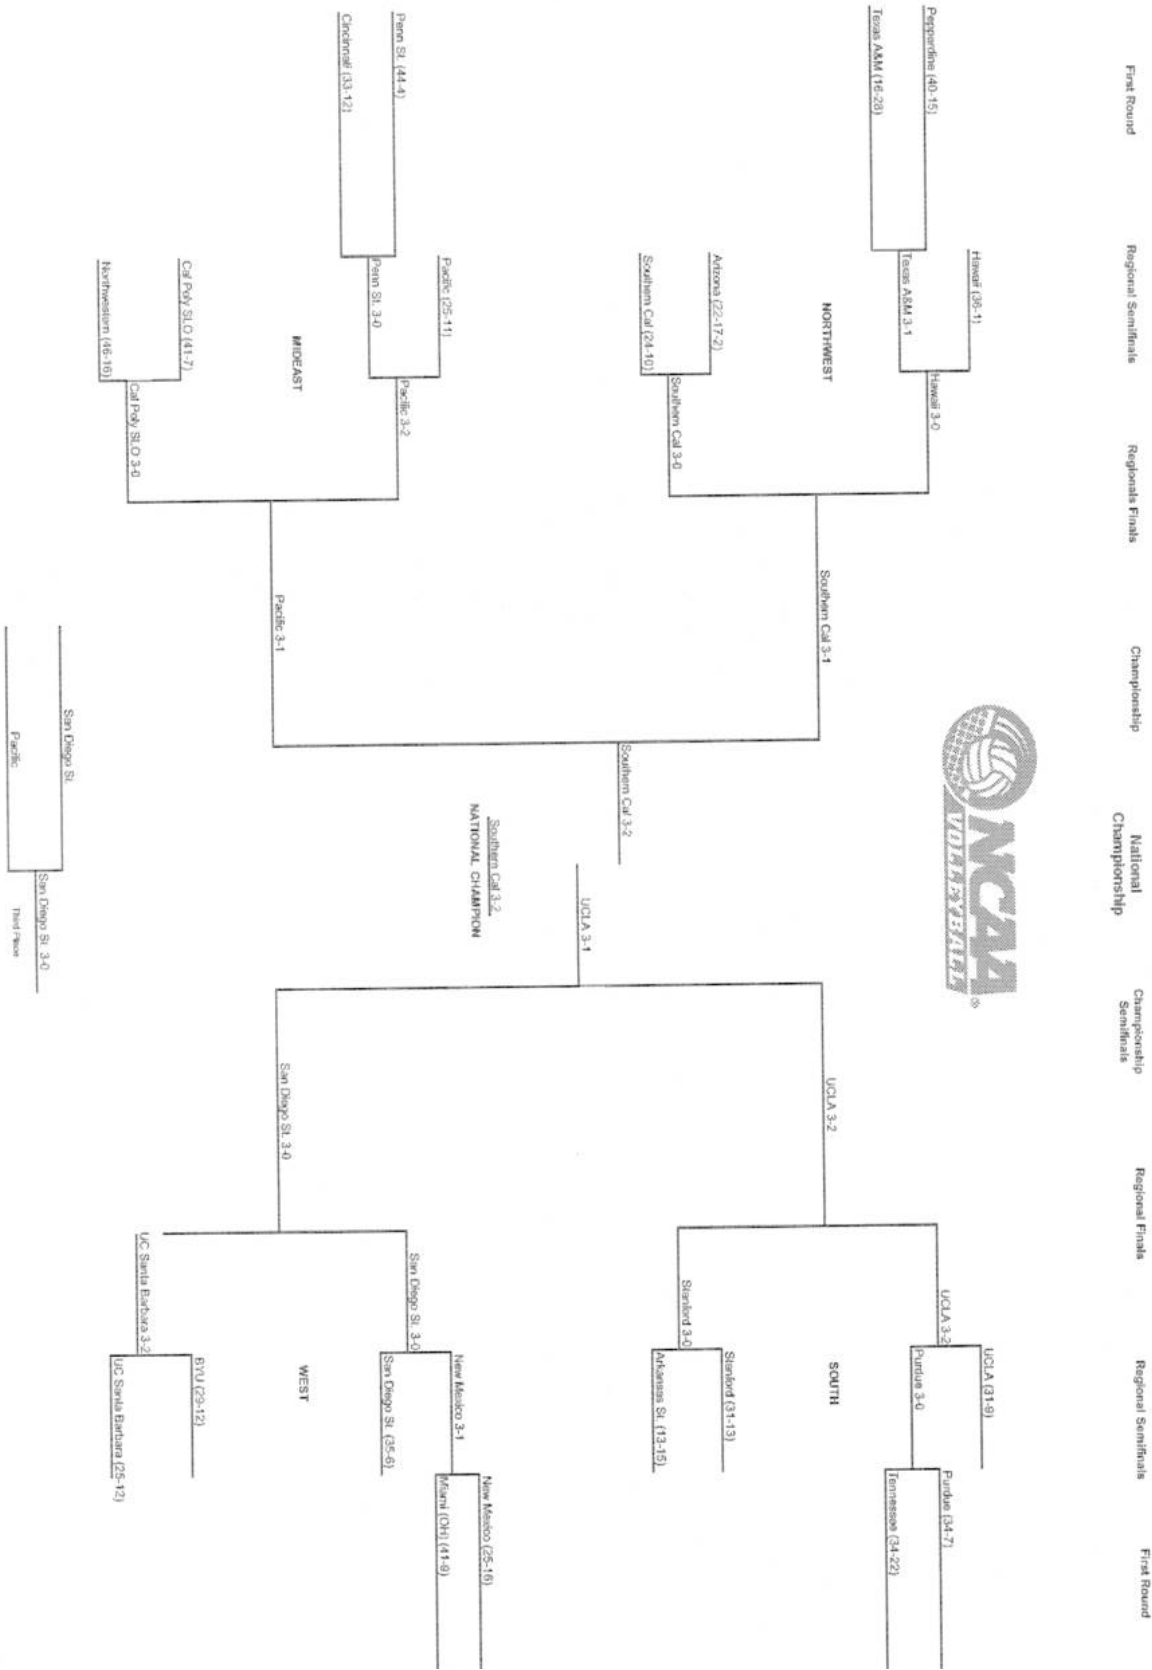 First Round
Regional Semifinals
Regionals Finals
Championship
National
Championship
Championship
Semifinals
Regional Finals
Regional Semifinals
First Round
NCAA
VOLLEYBALL
®
Hawaii (36-1)
Pepperdine (40-15)
Texas A&M (16-28)
Texas A&M 3-1
Hawaii 3-0
NORTHWEST
Arizona (22-17-2)
Southern Cal (24-10)
Southern Cal 3-0
Southern Cal 3-1
Pacific (25-11)
Penn St. (44-4)
Cincinnati (33-12)
Penn St. 3-0
Pacific 3-2
MIDEAST
Cal Poly SLO (41-7)
Northwestern (46-16)
Cal Poly SLO 3-0
Pacific 3-1
Southern Cal 3-2
Southern Cal 3-2
NATIONAL CHAMPION
UCLA 3-1
UCLA 3-2
UCLA 3-2
UCLA (31-9)
Purdue 3-0
Purdue (34-7)
Tennessee (34-22)
SOUTH
Stanford 3-0
Stanford (31-13)
Arkansas St. (13-15)
San Diego St. 3-0
San Diego St. 3-0
New Mexico 3-1
San Diego St. (35-6)
New Mexico (25-16)
Miami (OH) (41-9)
WEST
UC Santa Barbara 3-2
BYU (29-12)
UC Santa Barbara (25-12)
San Diego St.
Pacific
San Diego St. 3-0
Third Place